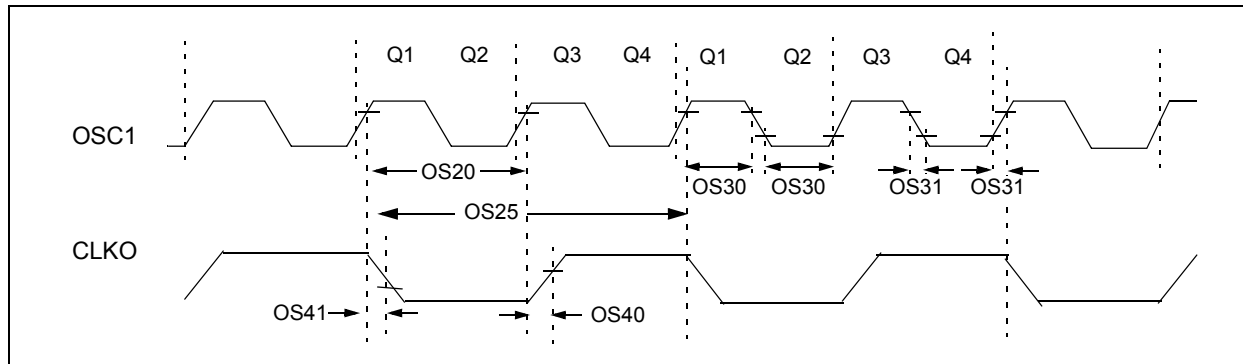 Q1 Q2 Q3 Q4 Q1 Q2 Q3 Q4
OSC1
OS20 OS30 OS30 OS31 OS31
OS25
CLKO
OS41 OS40